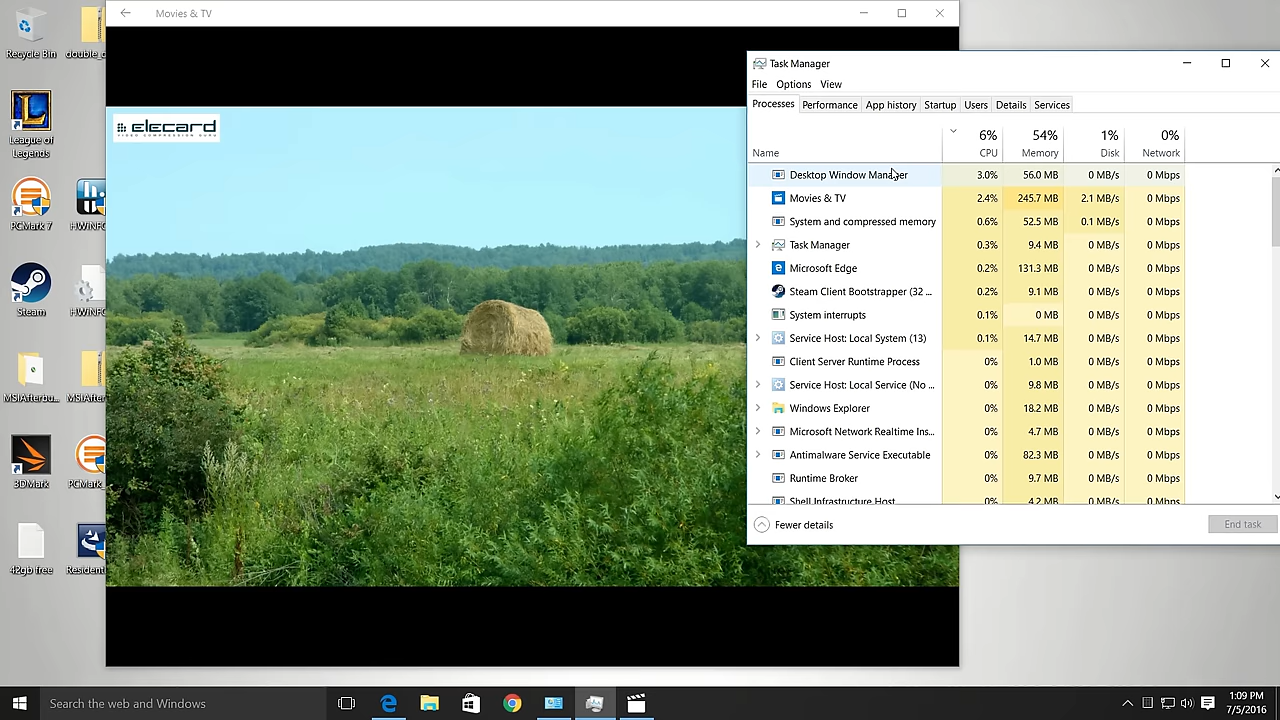 Recycle Bin
double_c
League of
Legends
PCMark 7
HWiNFO
Steam
HWiNFO
MSIAfterbu...
MSIAfter
3DMark
PCMark
42gb free
Resident
Movies & TV
elecard
VIDEO COMPRESSION GURU
Task Manager
File Options View
Processes Performance App history Startup Users Details Services
6% 54% 1% 0%
Name CPU Memory Disk Network
Desktop Window Manager 3.0% 56.0 MB 0 MB/s 0 Mbps
Movies & TV 2.4% 245.7 MB 2.1 MB/s 0 Mbps
System and compressed memory 0.6% 52.5 MB 0.1 MB/s 0 Mbps
Task Manager 0.3% 9.4 MB 0 MB/s 0 Mbps
Microsoft Edge 0.2% 131.3 MB 0 MB/s 0 Mbps
Steam Client Bootstrapper (32 ... 0.2% 9.1 MB 0 MB/s 0 Mbps
System interrupts 0.1% 0 MB 0 MB/s 0 Mbps
Service Host: Local System (13) 0.1% 14.7 MB 0 MB/s 0 Mbps
Client Server Runtime Process 0% 1.0 MB 0 MB/s 0 Mbps
Service Host: Local Service (No ... 0% 9.8 MB 0 MB/s 0 Mbps
Windows Explorer 0% 18.2 MB 0 MB/s 0 Mbps
Microsoft Network Realtime Ins... 0% 4.7 MB 0 MB/s 0 Mbps
Antimalware Service Executable 0% 82.3 MB 0 MB/s 0 Mbps
Runtime Broker 0% 9.7 MB 0 MB/s 0 Mbps
Shell Infrastructure Host 0% 4.2 MB 0 MB/s 0 Mbps
Fewer details End task
Search the web and Windows
1:09 PM
7/5/2016